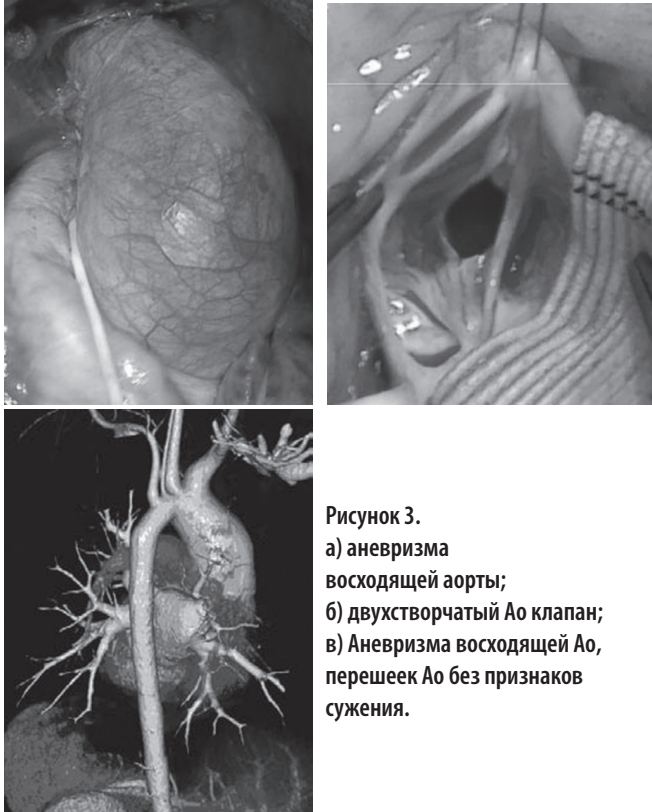 Рисунок 3.
а) аневризма
восходящей аорты;
б) двухстворчатый Ао клапан;
в) Аневризма восходящей Ао,
перешеек Ао без признаков
сужения.